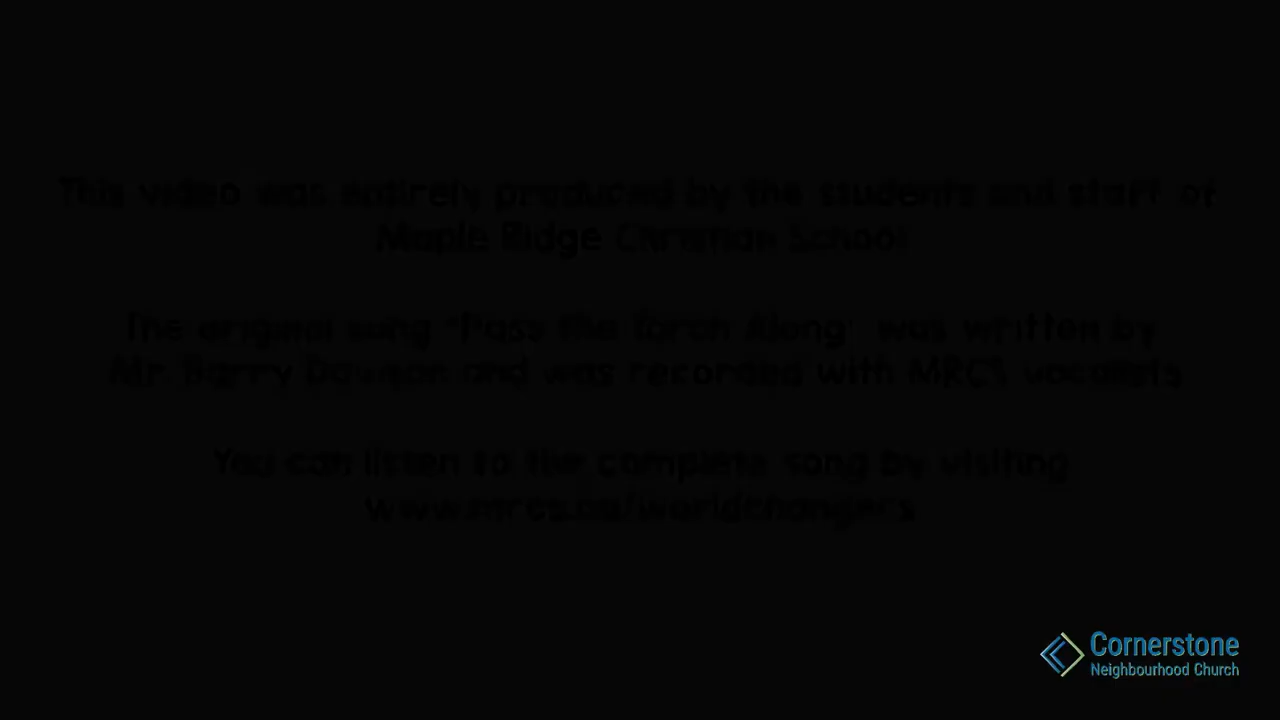 This video was entirely produced by the students and staff of
Maple Ridge Christian School
The original song "Pass the Torch Along" was written by
Mr. Barry Dawson and was recorded with MRCS vocalists
You can listen to the complete song by visiting
www.mrcs.ca/worldchangers
Cornerstone
Neighbourhood Church